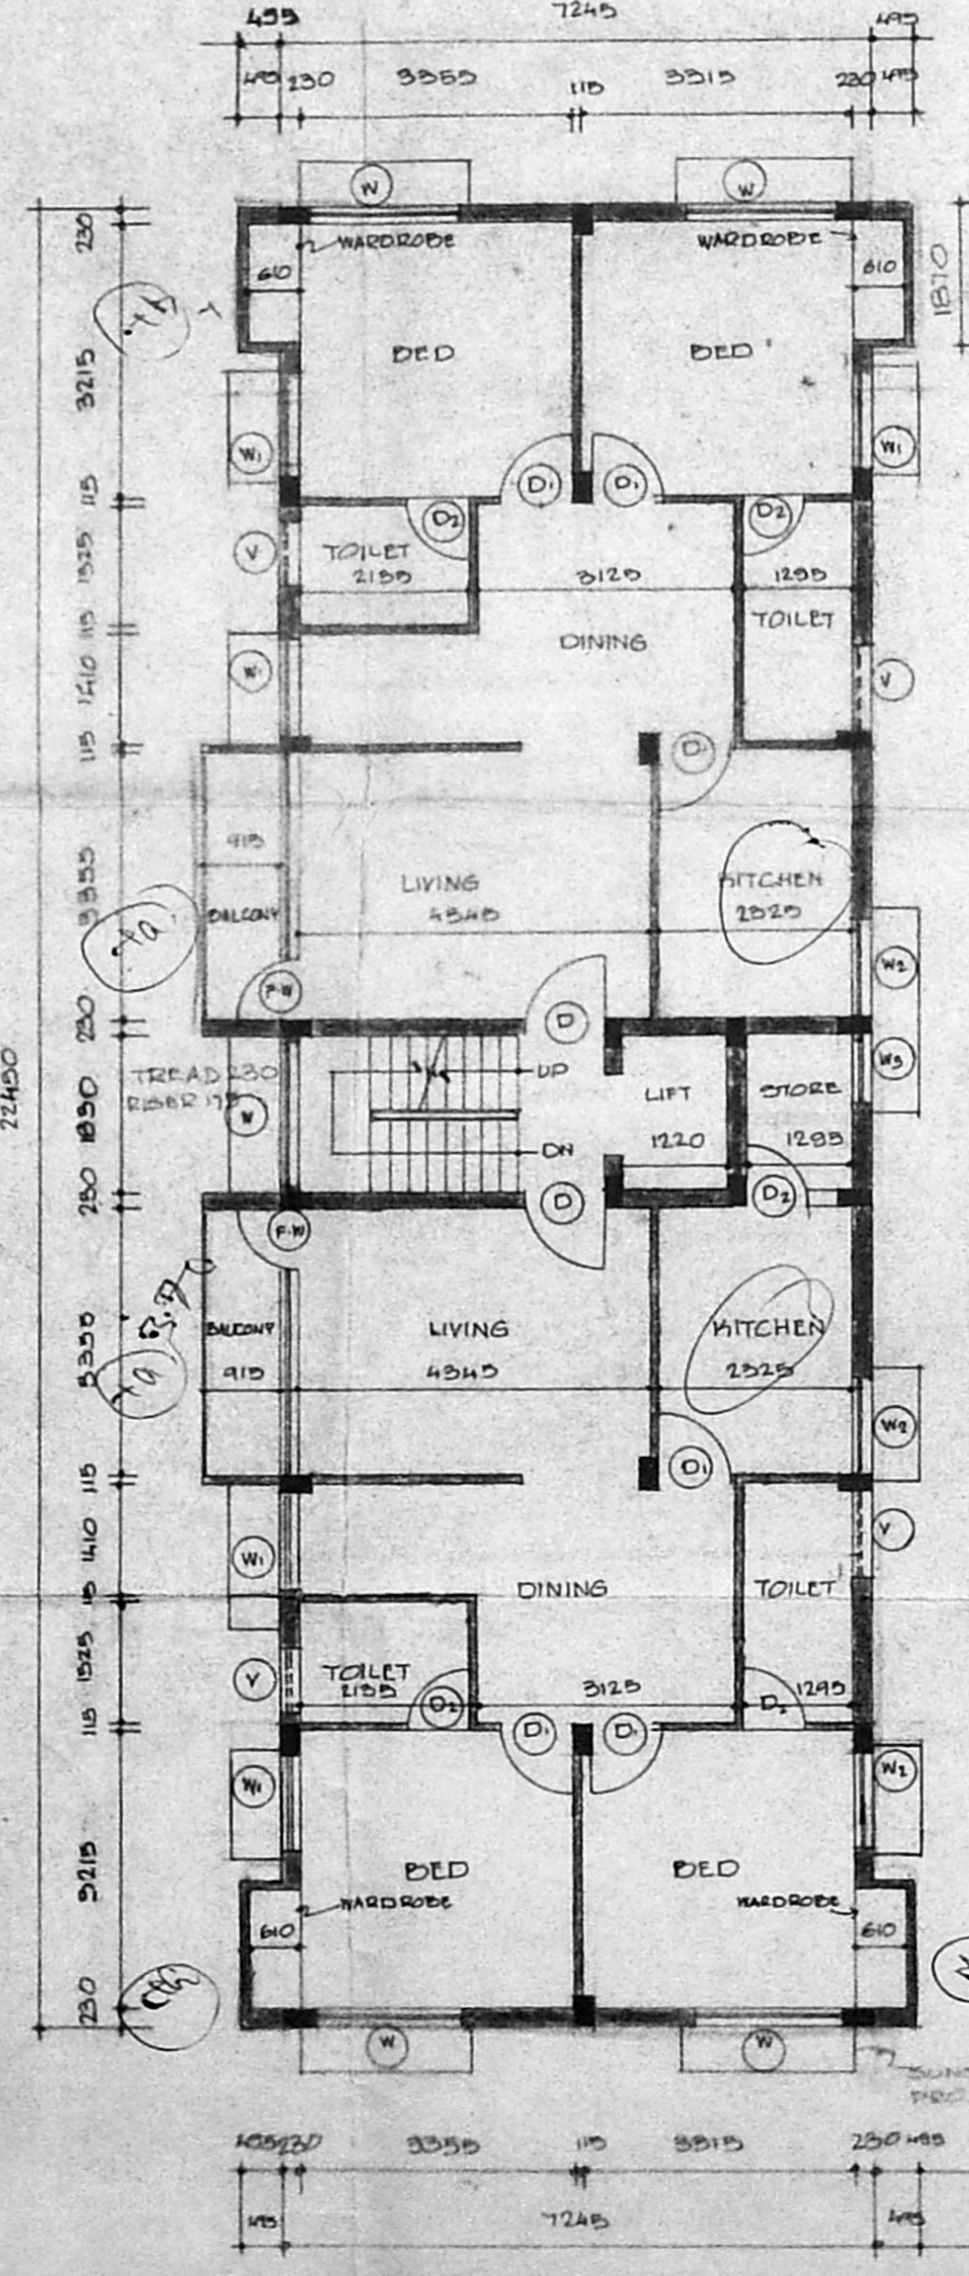 495 7245 495
495 230 3355 115 3315 230 495
W W
230 WARDROBE WARDROBE
610 610 1870
BED BED
3215
W1 W1
D1 D1
115 D2 D2
V TOILET
1525 2135 3125 1295
TOILET
115 DINING
1410 W1 V
115 D1
915
3355 LIVING KITCHEN
4345 2325
BALCONY
W2
F.W
230 D
22450
TREAD 230 UP W3
RISER 175 LIFT STORE
1890 W
1220 1295
DN
230 D D2
F.W
BALCONY LIVING KITCHEN
3355 915 4345 2325
W2
D1
115
V
1410 W1
DINING TOILET
115
1525 V TOILET
2135 3125 1295
D2 D2
115 D1 D1
W1 W2
BED BED
3215 WARDROBE WARDROBE
610 610
230
W W
495 230 3355 115 3315 230 495
495 7245 495